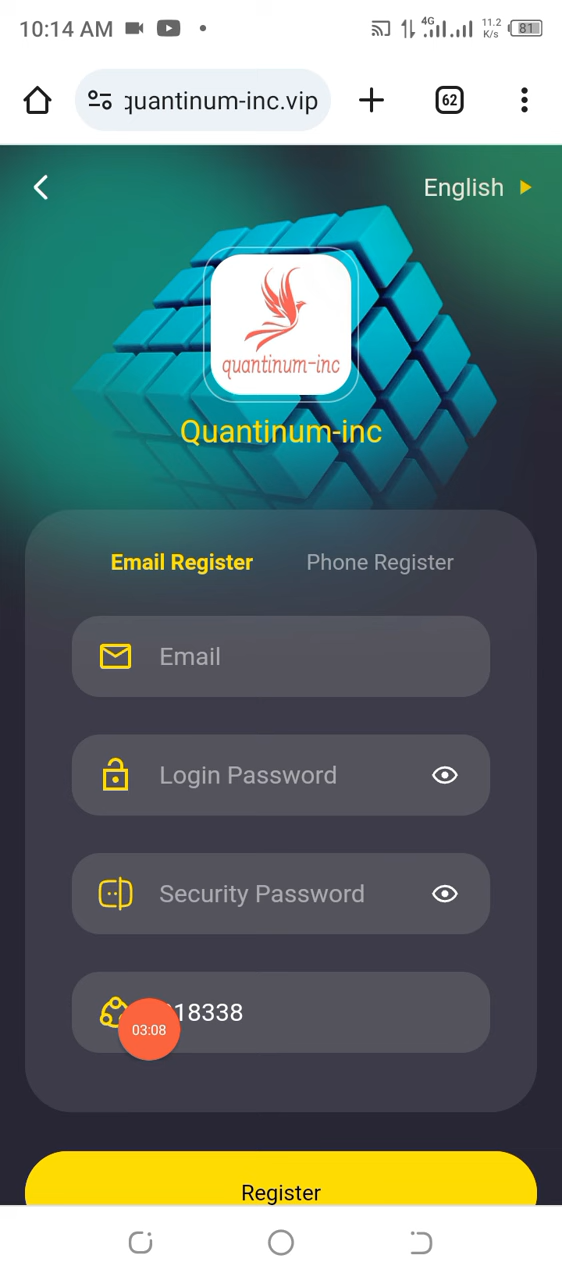 10:14 AM
4G
11.2
K/s
81
quantinum-inc.vip
62
English
quantinum-inc
Quantinum-inc
Email Register
Phone Register
Email
Login Password
Security Password
18338
03:08
Register